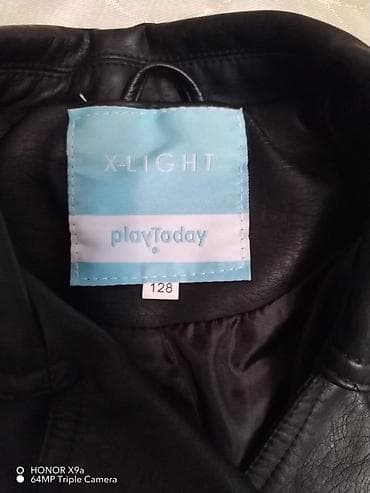 X-LIGHT
playToday
128
HONOR X9a
64MP Triple Camera